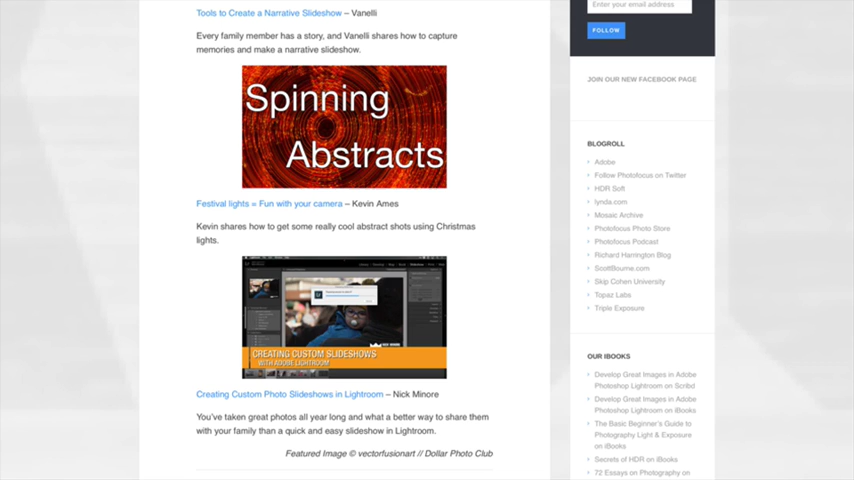 Tools to Create a Narrative Slideshow – Vanelli
Every family member has a story, and Vanelli shares how to capture
memories and make a narrative slideshow.
Spinning
Abstracts
Festival lights = Fun with your camera – Kevin Ames
Kevin shares how to get some really cool abstract shots using Christmas
lights.
CREATING CUSTOM SLIDESHOWS
WITH ADOBE LIGHTROOM
Creating Custom Photo Slideshows in Lightroom – Nick Minore
You've taken great photos all year long and what a better way to share them
with your family than a quick and easy slideshow in Lightroom.
Featured Image © vectorfusionart // Dollar Photo Club
Enter your email address
FOLLOW
JOIN OUR NEW FACEBOOK PAGE
BLOGROLL
Adobe
Follow Photofocus on Twitter
HDR Soft
lynda.com
Mosaic Archive
Photofocus Photo Store
Photofocus Podcast
Richard Harrington Blog
ScottBourne.com
Skip Cohen University
Topaz Labs
Triple Exposure
OUR IBOOKS
Develop Great Images in Adobe
Photoshop Lightroom on Scribd
Develop Great Images in Adobe
Photoshop Lightroom on iBooks
The Basic Beginner's Guide to
Photography Light & Exposure
on iBooks
Secrets of HDR on iBooks
72 Essays on Photography on